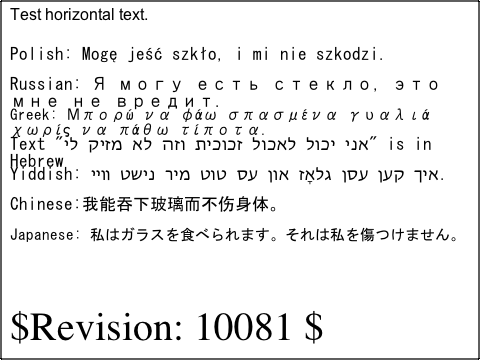 Test horizontal text.
Polish: Mogę jeść szkło, i mi nie szkodzi.
Russian: Я могу есть стекло, это
мне не вредит.
Greek: Μπορώ να φάω σπασμένα γυαλιά
χωρίς να πάθω τίποτα.
Text "אני יכול לאכול זכוכית וזה לא מזיק לי" is in
Hebrew
Yiddish: איך קען עסן גלאָז און עס טוט מיר נישט וויי.
Chinese:我能吞下玻璃而不伤身体。
Japanese: 私はガラスを食べられます。それは私を傷つけません。
$Revision: 10081 $